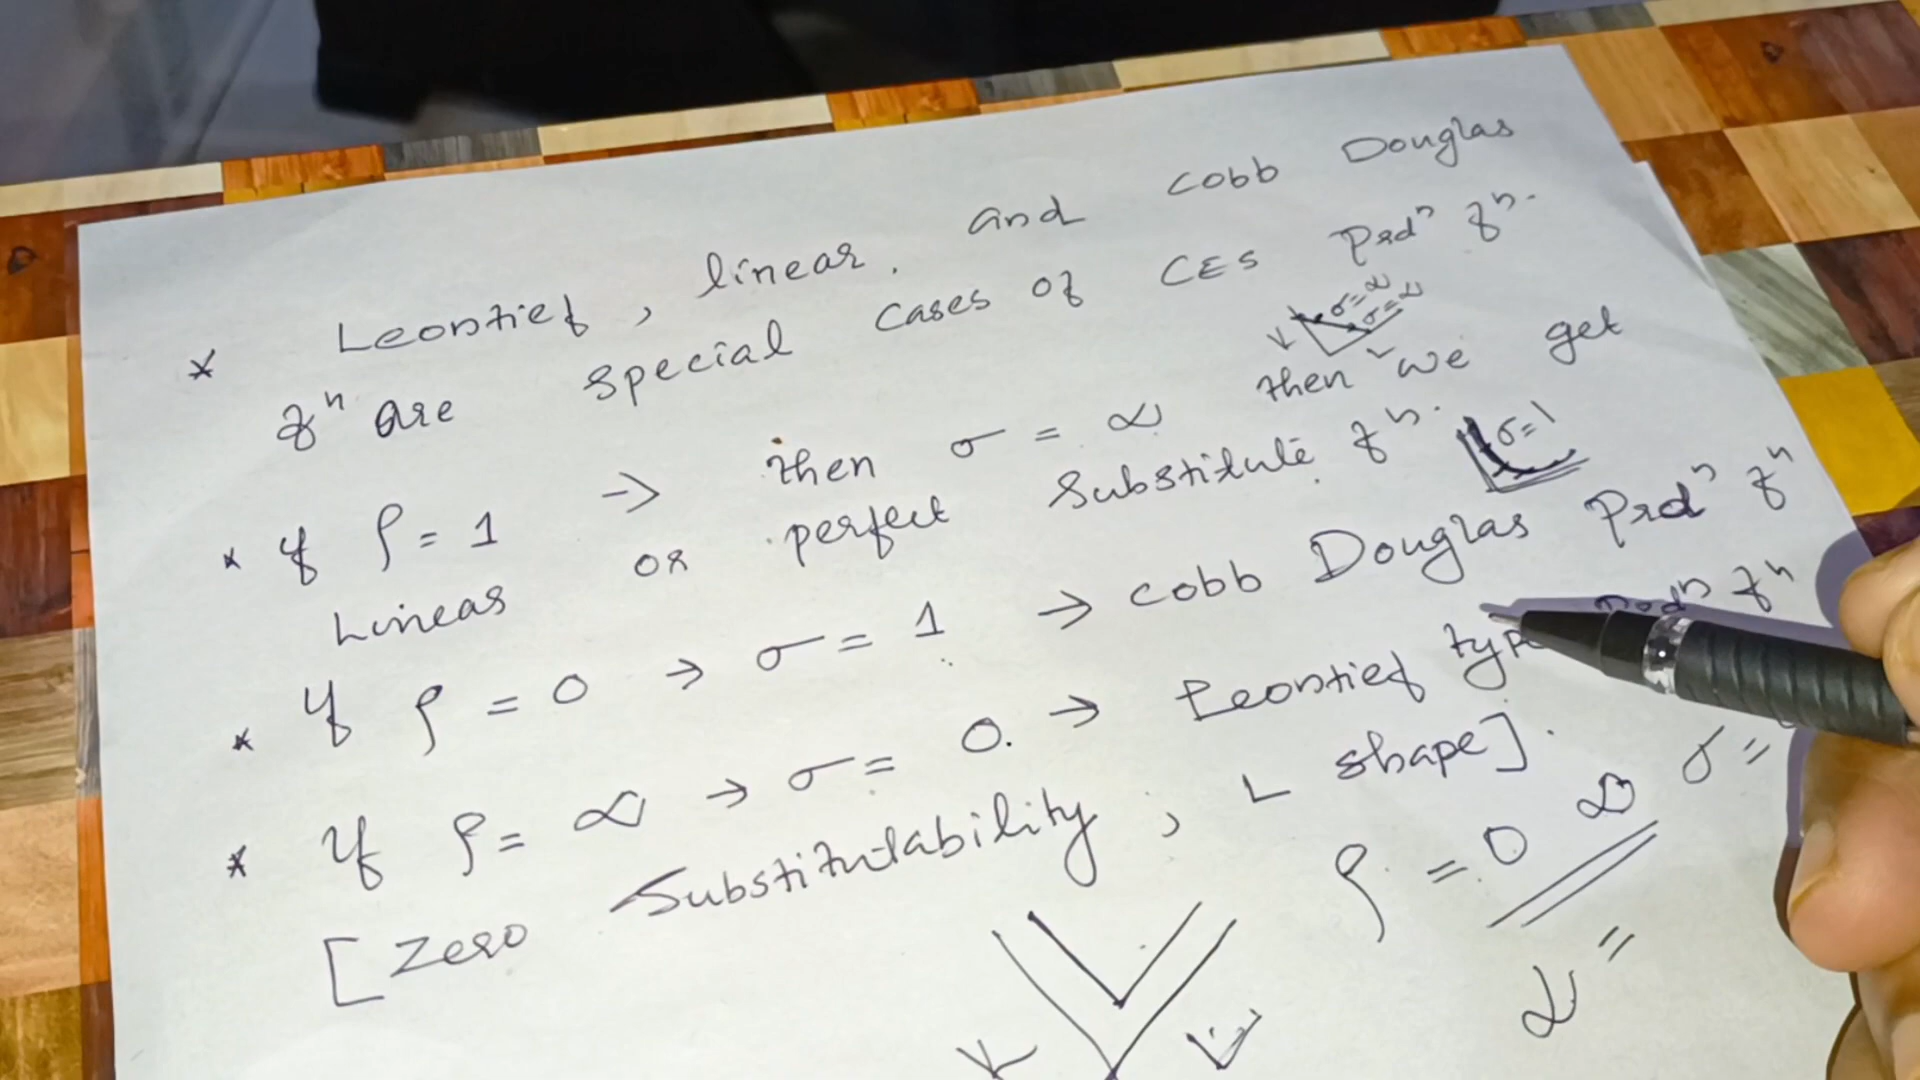 * Leontief, linear, and Cobb Douglas
fⁿ are special cases of CES Prdⁿ fⁿ.
K L σ=∞ σ=∞
* If ρ = 1 → then σ = ∞ then we get
Linear or perfect substitute fⁿ.
σ=1
* If ρ = 0 → σ = 1 → Cobb Douglas Prdⁿ fⁿ
* If ρ = ∞ → σ = 0. → Leontief type Prodⁿ fⁿ
[Zero Substitutability, L shape].
ρ = 0 ∞ σ =
K L